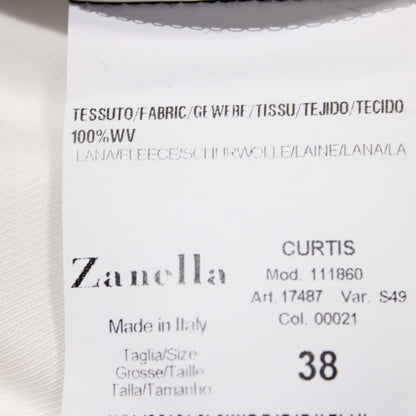 TESSUTO/FABRIC/GEWEBE/TISSU/TEJIDO/TECIDO
100%WV
LANA/FLEECE/SCHURWOLLE/LAINE/LANA/LA
Zanella
CURTIS
Mod. 111860
Art. 17487 Var. S49
Col. 00021
Made in Italy
Taglia/Size
Grosse/Taille
Talla/Tamanho
38